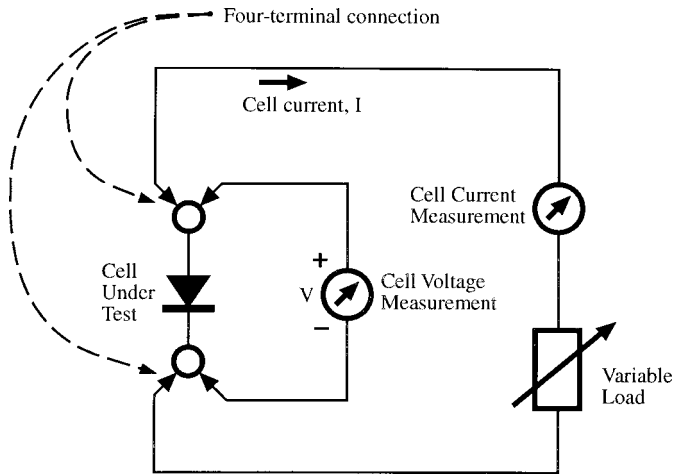 Four-terminal connection
Cell current, I
Cell Current
Measurement
Cell
Under
Test
+
V
−
Cell Voltage
Measurement
Variable
Load